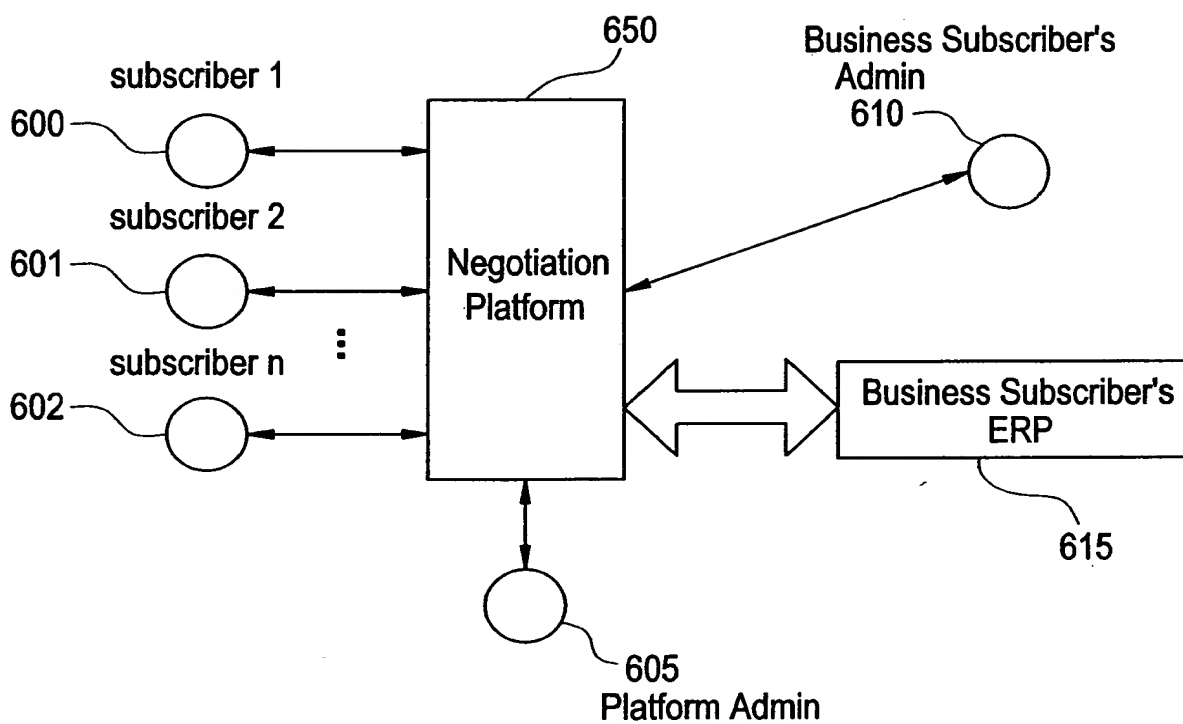 650
Business Subscriber's
Admin
610
subscriber 1
600
subscriber 2
601
Negotiation
Platform
subscriber n
602
Business Subscriber's
ERP
615
605
Platform Admin